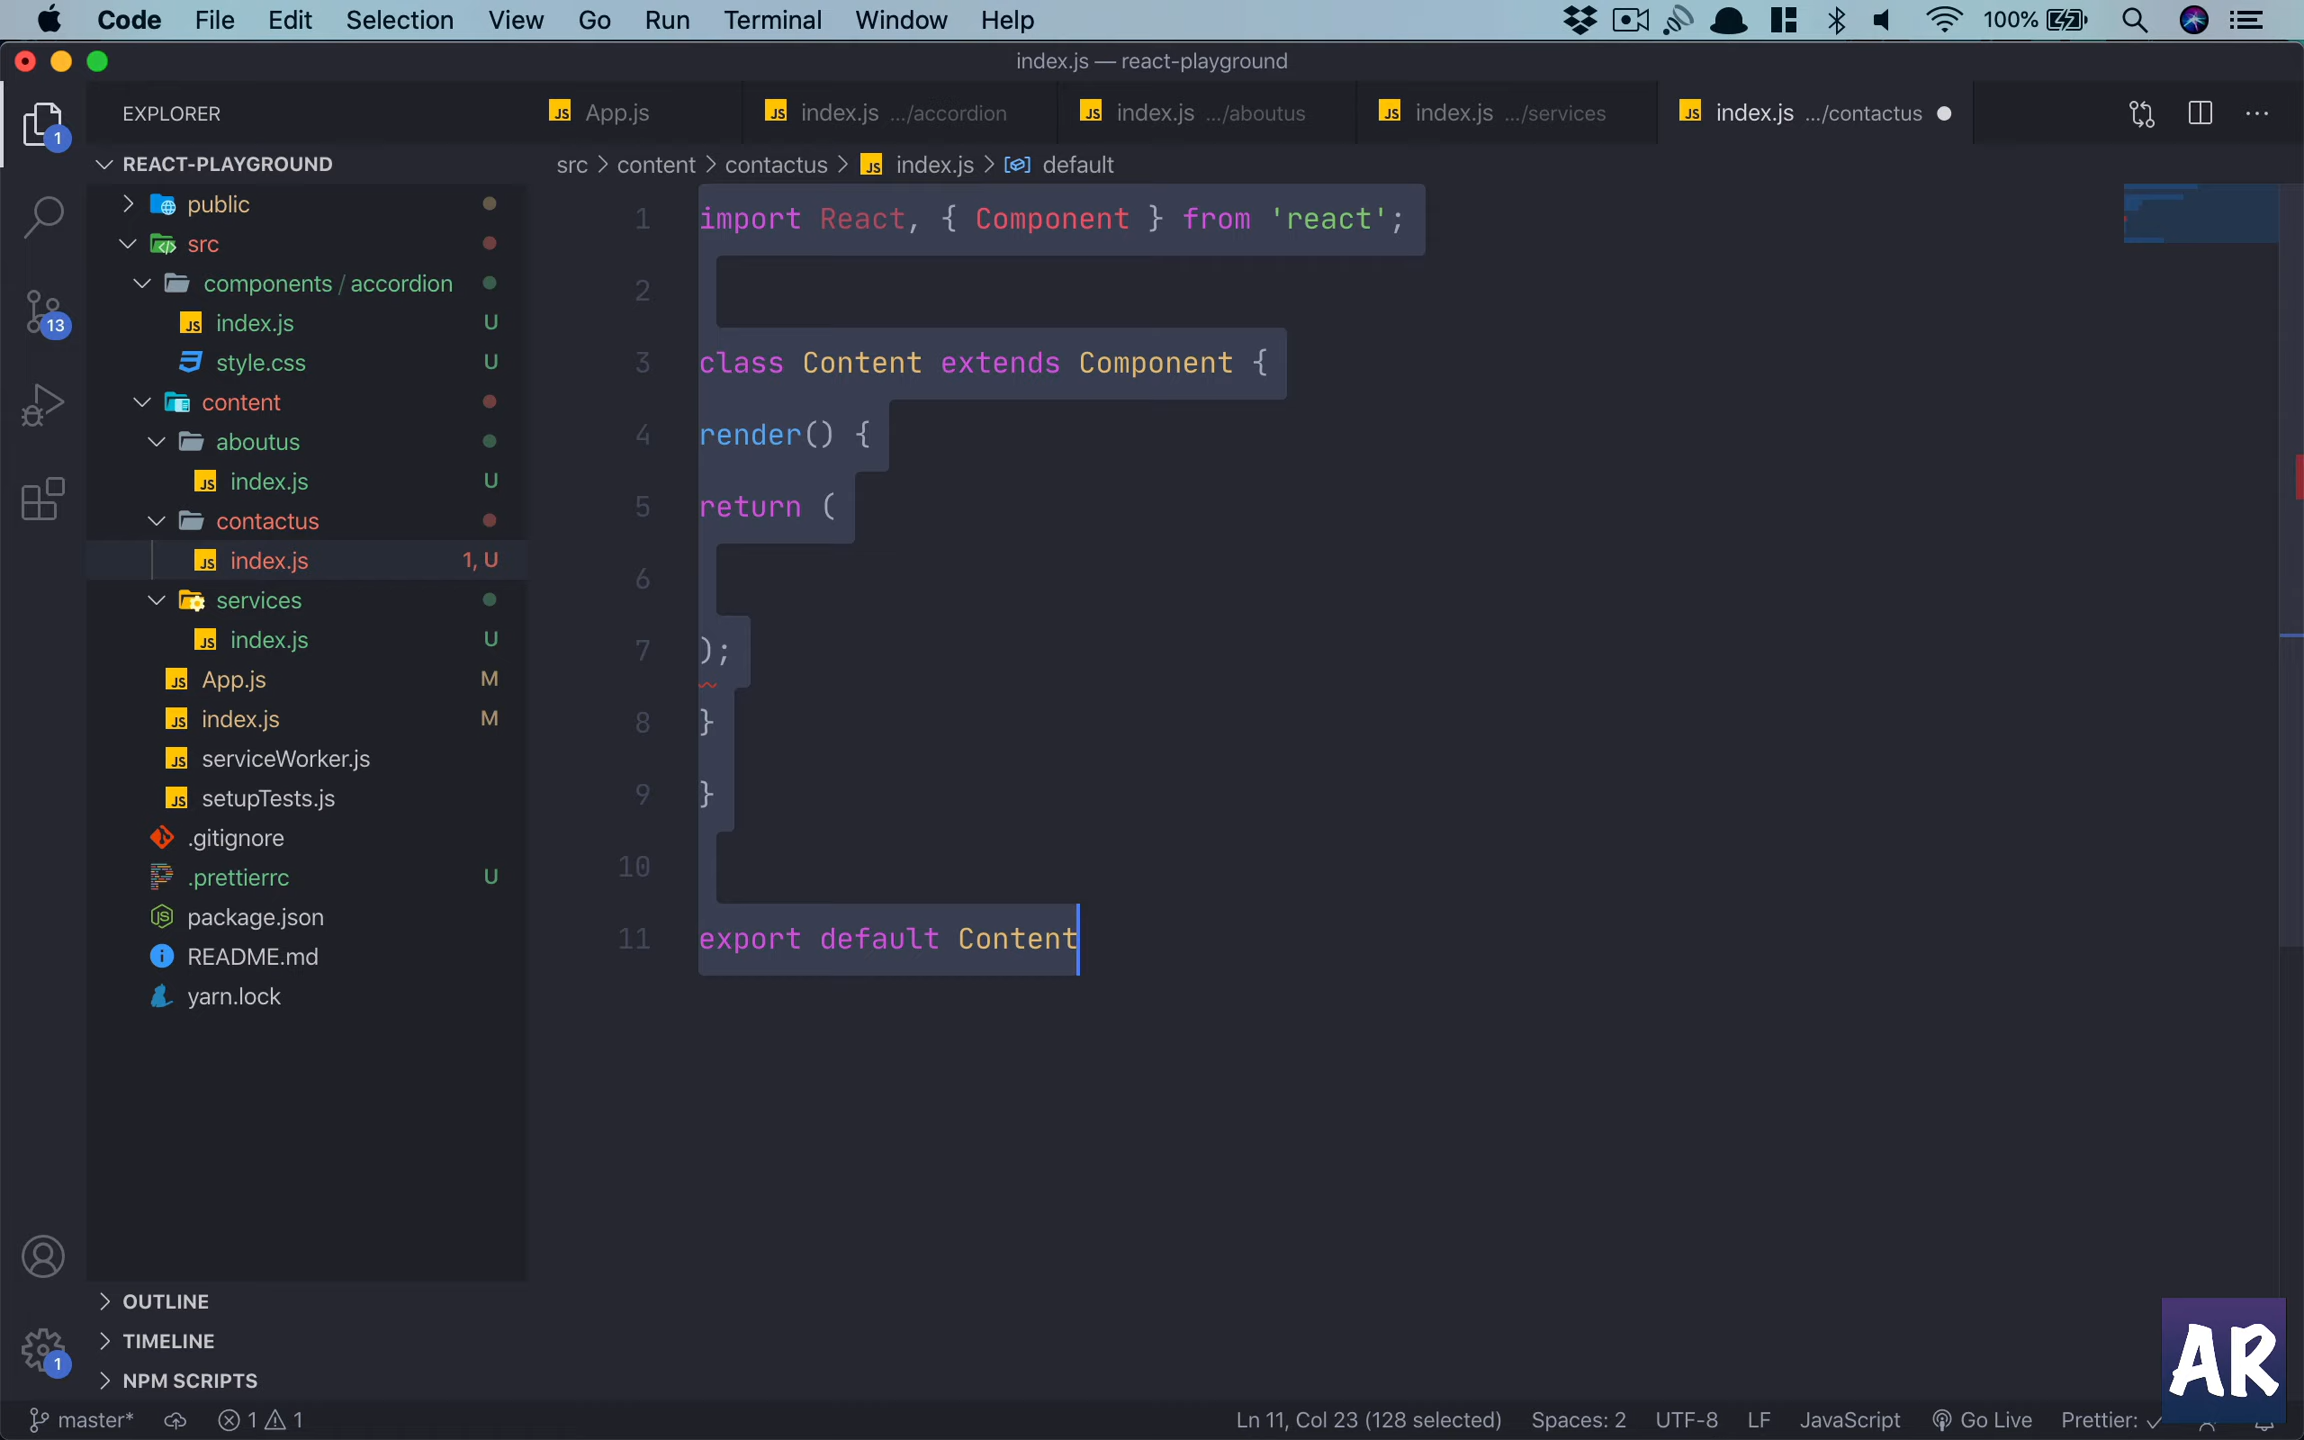 Code File Edit Selection View Go Run Terminal Window Help 100%
index.js — react-playground
EXPLORER
App.js index.js .../accordion index.js .../aboutus index.js .../services index.js .../contactus
REACT-PLAYGROUND
src > content > contactus > index.js > default
public
src
components / accordion
index.js U
style.css U
content
aboutus
index.js U
contactus
index.js 1, U
services
index.js U
App.js M
index.js M
serviceWorker.js
setupTests.js
.gitignore
.prettierrc U
package.json
README.md
yarn.lock
1 import React, { Component } from 'react';
2
3 class Content extends Component {
4 render() {
5 return (
6
7 );
8 }
9 }
10
11 export default Content
1
13
1
OUTLINE
TIMELINE
NPM SCRIPTS
AR
master* 1 1 Ln 11, Col 23 (128 selected) Spaces: 2 UTF-8 LF JavaScript Go Live Prettier: ✓